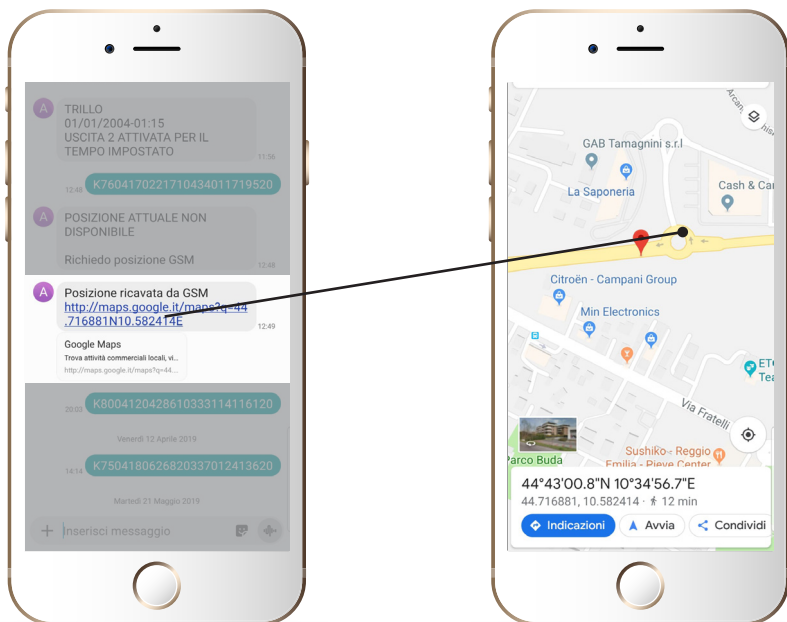 A
TRILLO
01/01/2004-01:15
USCITA 2 ATTIVATA PER IL
TEMPO IMPOSTATO
11:56
12:48
K7604170221710434011719520
A
POSIZIONE ATTUALE NON
DISPONIBILE
Richiedo posizione GSM
12:48
A
Posizione ricavata da GSM
http://maps.google.it/maps?q=44
.716881N10.582414E
12:49
Google Maps
Trova attività commerciali locali, vi...
http://maps.google.it/maps?q=44...
20:03
K8004120428610333114116120
Venerdì 12 Aprile 2019
14:14
K7504180626820337012413620
Martedì 21 Maggio 2019
Inserisci messaggio
GAB Tamagnini s.r.l
La Saponeria
Cash & Ca
Citroën - Campani Group
Min Electronics
ETC
Tea
Via Fratelli
Parco Buda
Sushiko - Reggio
Emilia - Pieve Center
44°43'00.8"N 10°34'56.7"E
44.716881, 10.582414 · 12 min
Indicazioni
Avvia
Condividi